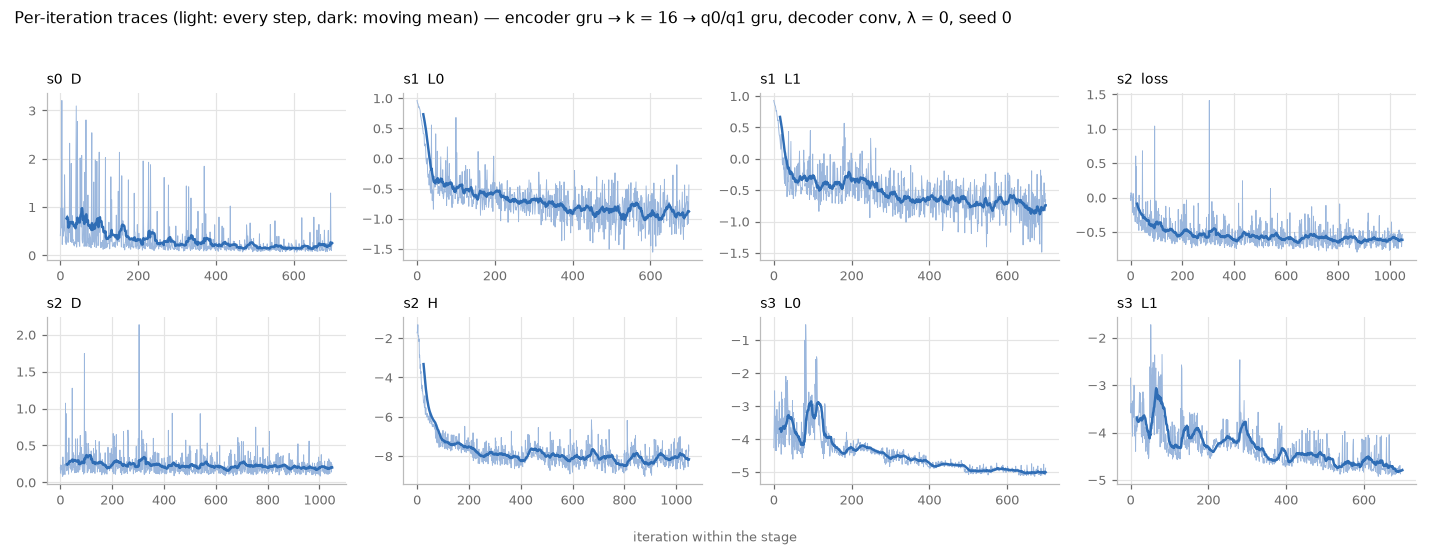 Per-iteration traces (light: every step, dark: moving mean) — encoder gru → k = 16 → q0/q1 gru, decoder conv, λ = 0, seed 0
s0 D
3
2
1
0
0 200 400 600
s1 L0
1.0
0.5
0.0
−0.5
−1.0
−1.5
0 200 400 600
s1 L1
1.0
0.5
0.0
−0.5
−1.0
−1.5
0 200 400 600
s2 loss
1.5
1.0
0.5
0.0
−0.5
0 200 400 600 800 1000
s2 D
2.0
1.5
1.0
0.5
0.0
0 200 400 600 800 1000
s2 H
−2
−4
−6
−8
0 200 400 600 800 1000
s3 L0
−1
−2
−3
−4
−5
0 200 400 600
s3 L1
−2
−3
−4
−5
0 200 400 600
iteration within the stage